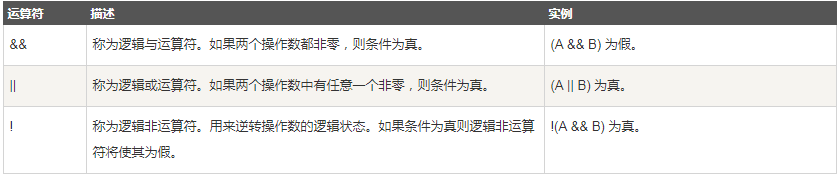 运算符 描述 实例
&& 称为逻辑与运算符。如果两个操作数都非零，则条件为真。 (A && B) 为假。
|| 称为逻辑或运算符。如果两个操作数中有任意一个非零，则条件为真。 (A || B) 为真。
! 称为逻辑非运算符。用来逆转操作数的逻辑状态。如果条件为真则逻辑非运算 !(A && B) 为真。
符将使其为假。